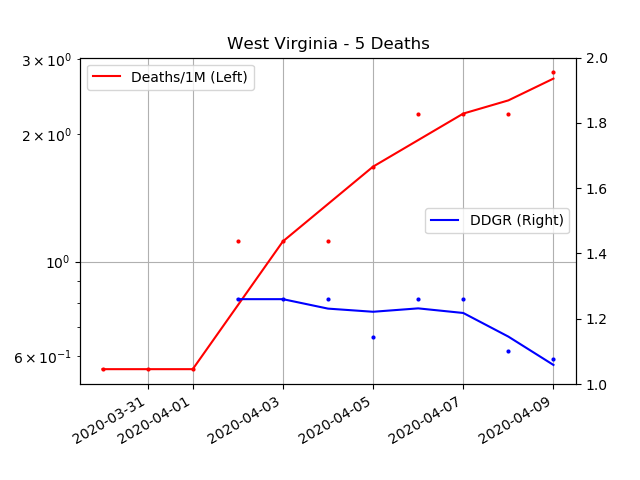 West Virginia - 5 Deaths
3 × 10⁰
2 × 10⁰
10⁰
6 × 10⁻¹
Deaths/1M (Left)
2.0
1.8
1.6
1.4
1.2
1.0
DDGR (Right)
2020-03-31
2020-04-01
2020-04-03
2020-04-05
2020-04-07
2020-04-09